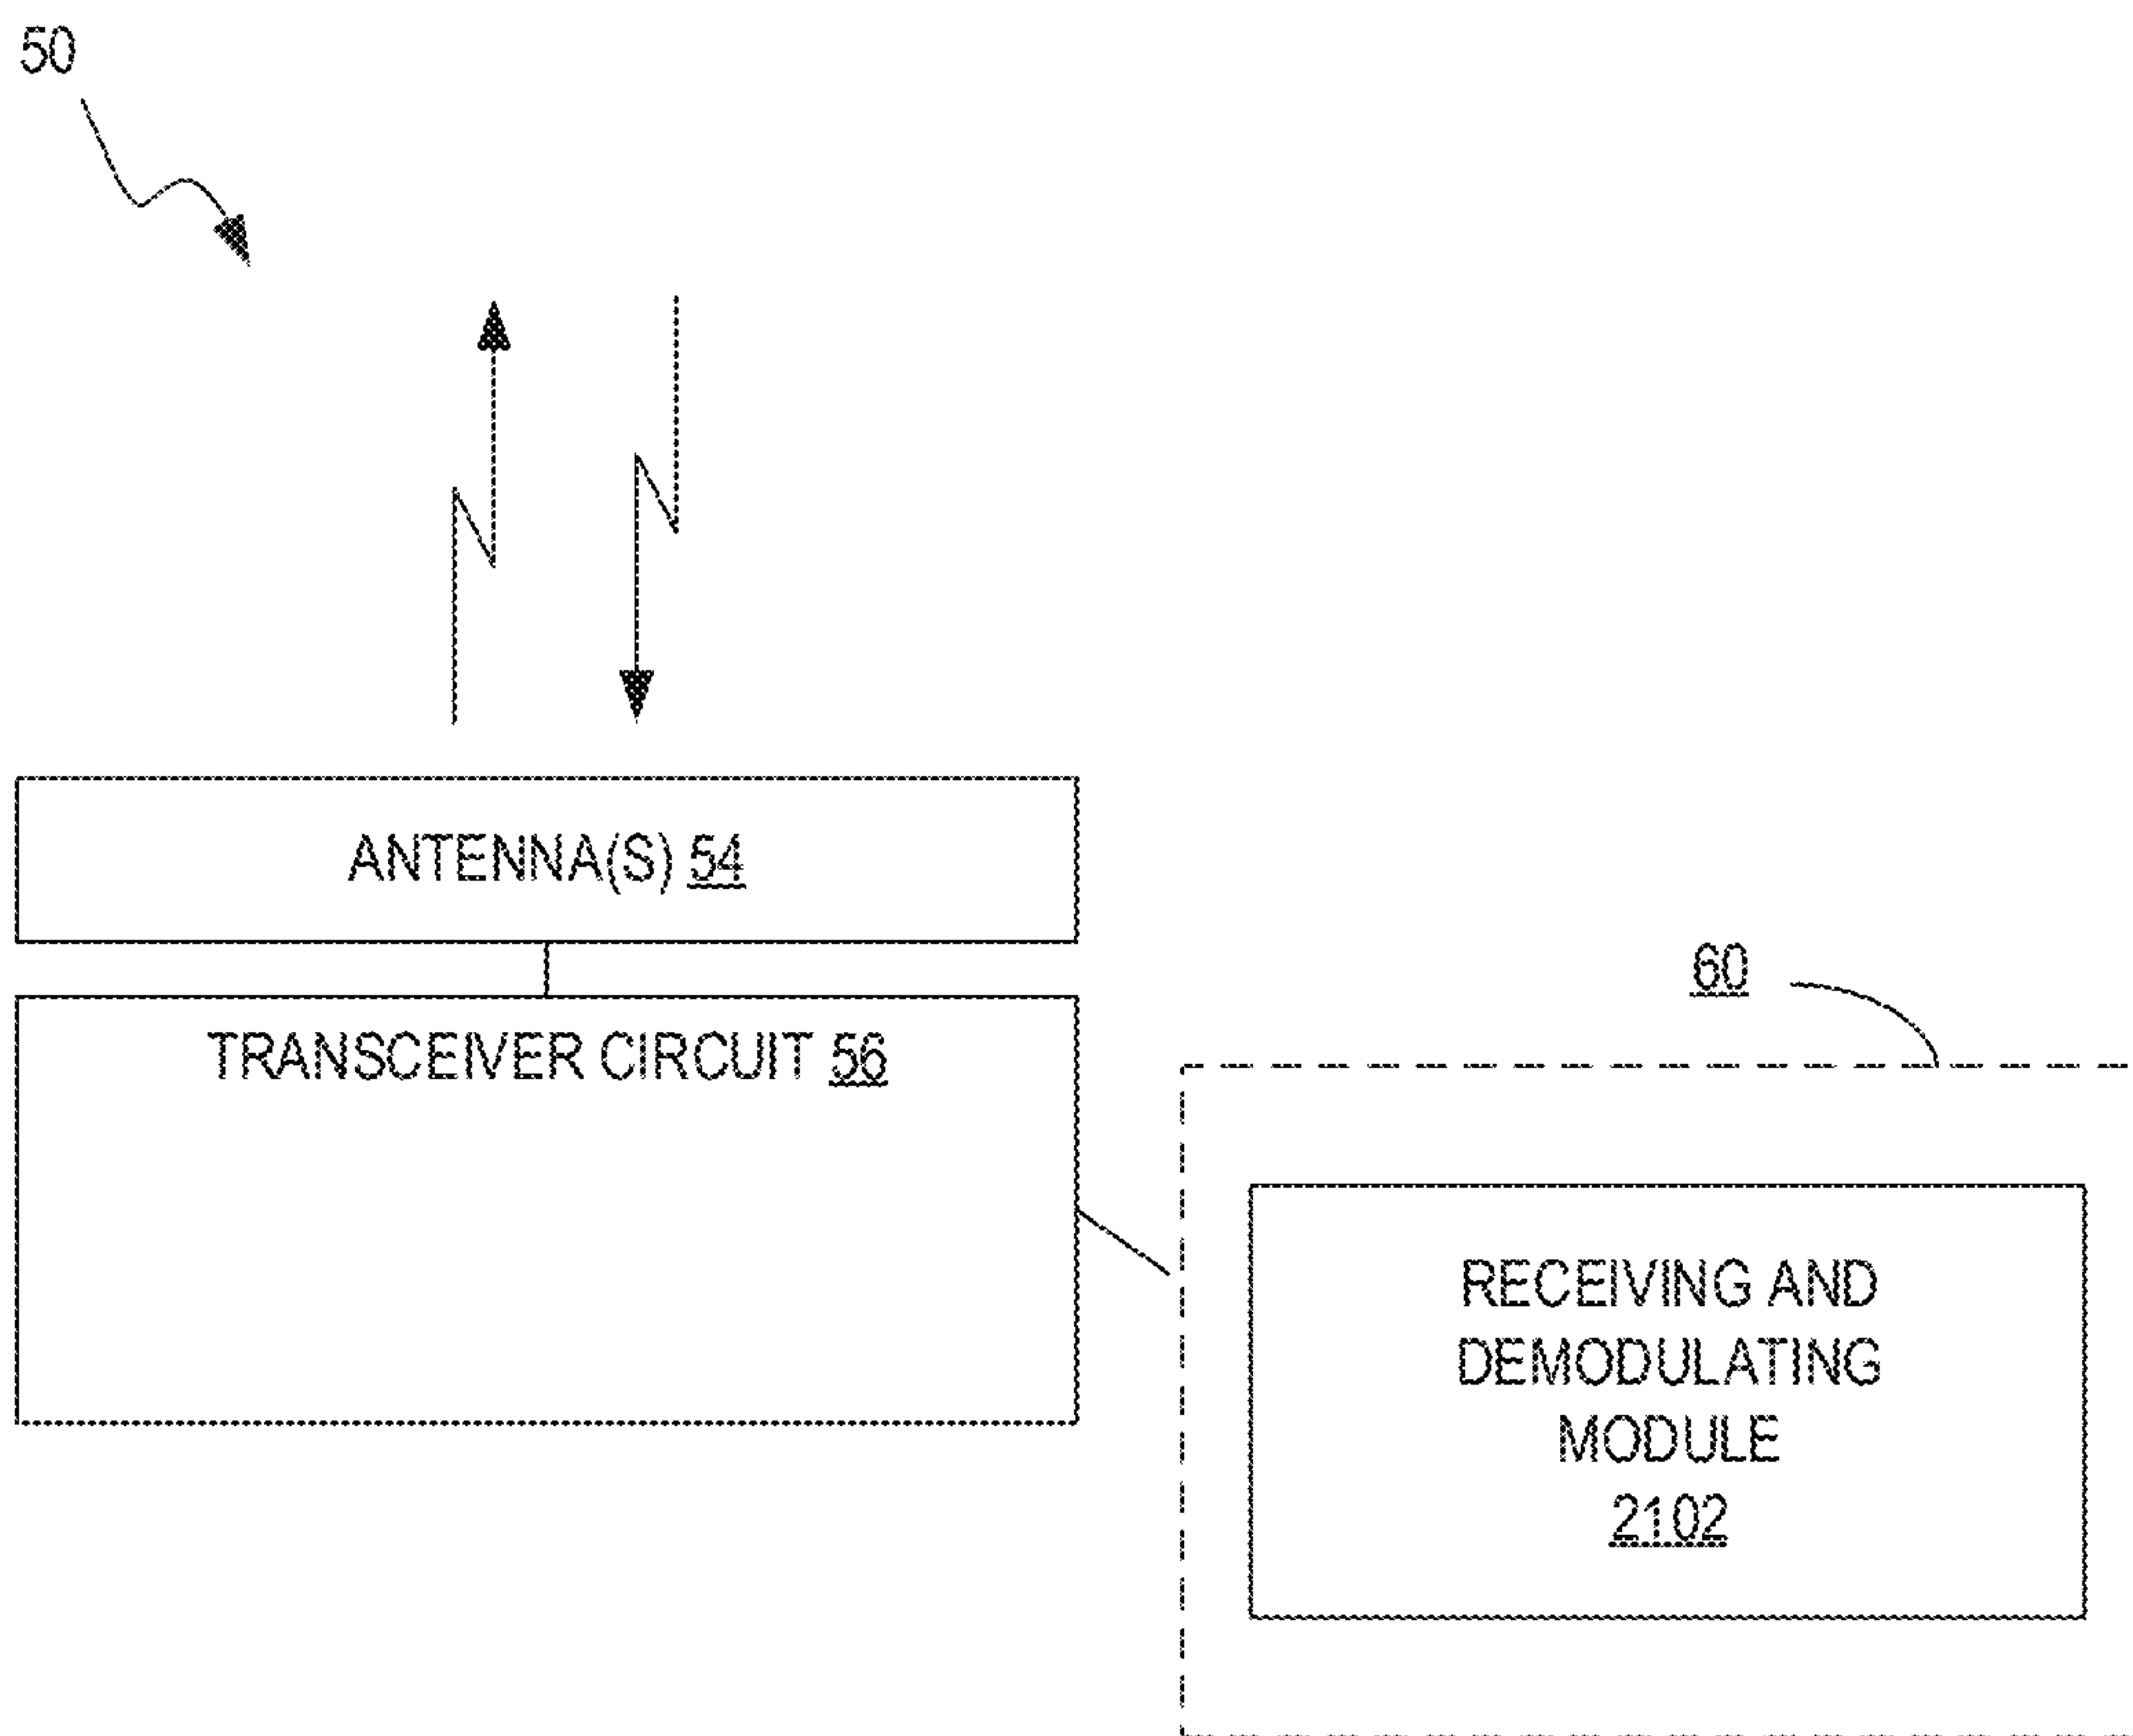 50
ANTENNA(S) 54
60
TRANSCEIVER CIRCUIT 56
RECEIVING AND
DEMODULATING
MODULE
2102